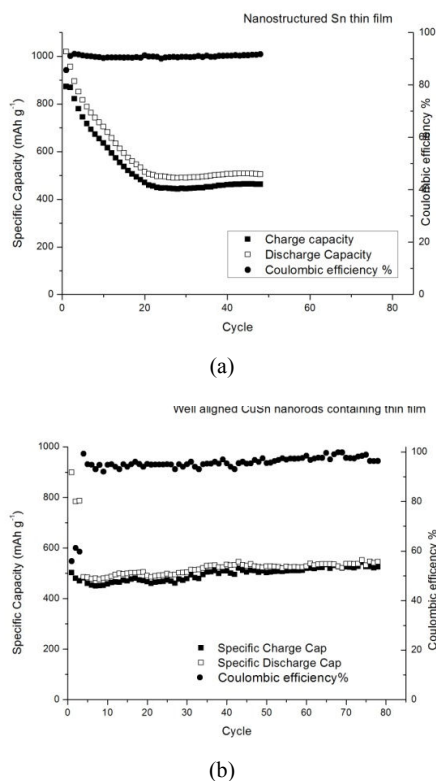 Nanostructured Sn thin film
Specific Capacity (mAh g⁻¹)
1000
800
600
400
200
0
100
80
60
40
20
0
Coulombic efficiency %
Charge capacity
Discharge Capacity
Coulombic efficiency %
0 20 40 60 80
Cycle
(a)
Well aligned CuSn nanorods containing thin film
Specific Capacity (mAh g⁻¹)
1000
800
600
400
200
0
100
80
60
40
20
0
Coulombic efficency %
Specific Charge Cap
Specific Discharge Cap
Coulombic efficiency%
0 10 20 30 40 50 60 70 80
Cycle
(b)